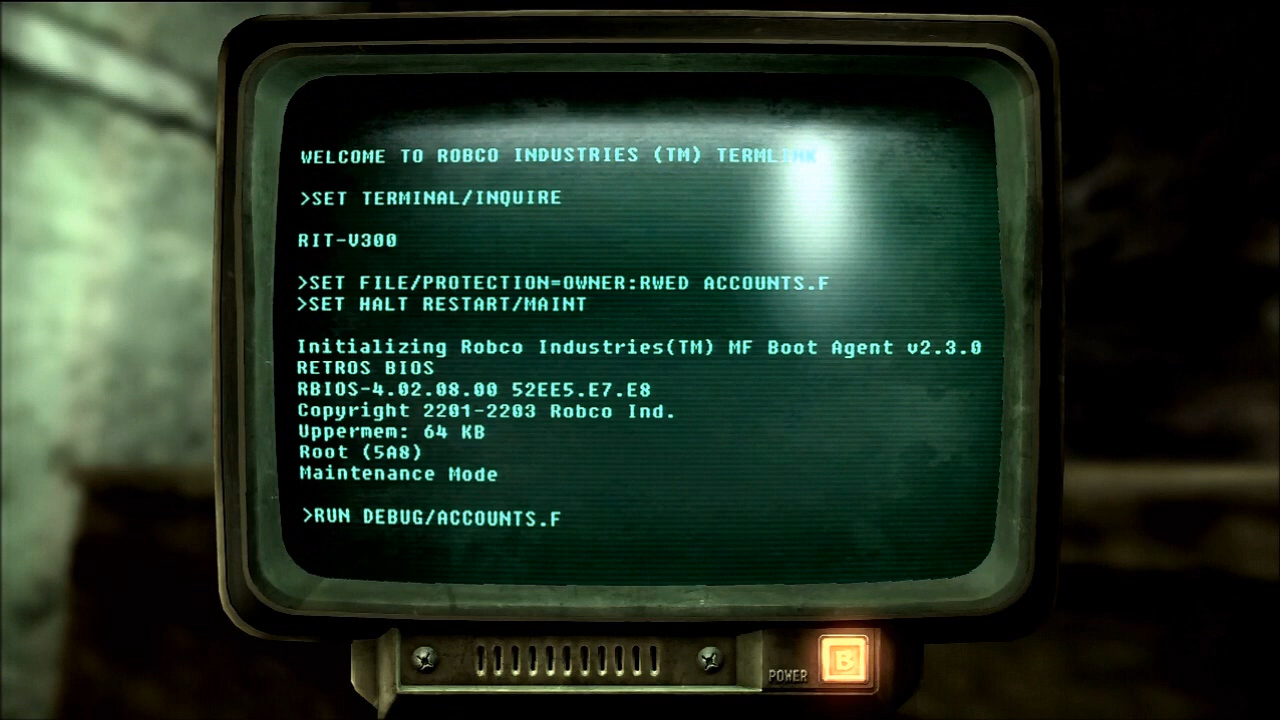 WELCOME TO ROBCO INDUSTRIES (TM) TERMLINK
>SET TERMINAL/INQUIRE
RIT-V300
>SET FILE/PROTECTION=OWNER:RWED ACCOUNTS.F
>SET HALT RESTART/MAINT
Initializing Robco Industries(TM) MF Boot Agent v2.3.0
RETROS BIOS
RBIOS-4.02.08.00 52EE5.E7.E8
Copyright 2201-2203 Robco Ind.
Uppermem: 64 KB
Root (5A8)
Maintenance Mode
>RUN DEBUG/ACCOUNTS.F
POWER B